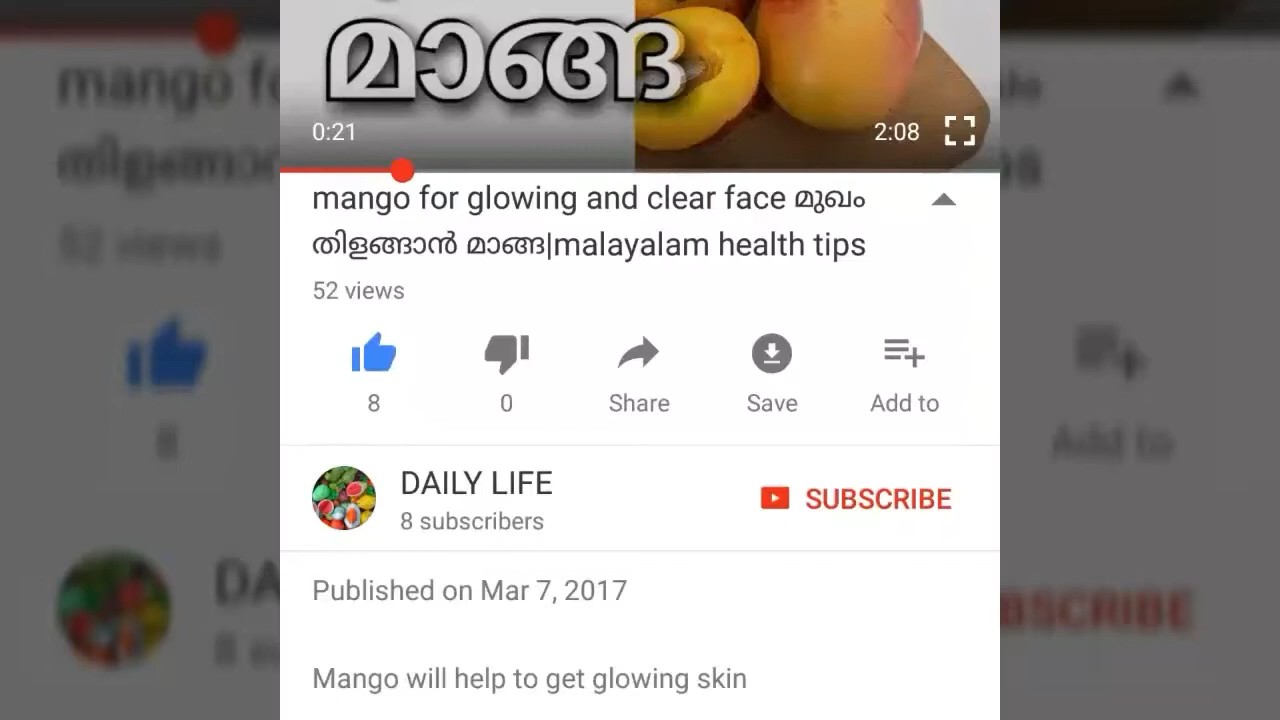 മാങ്ങ
0:21
2:08
mango for glowing and clear face മുഖം
തിളങ്ങാൻ മാങ്ങ|malayalam health tips
52 views
8
0
Share
Save
Add to
DAILY LIFE
8 subscribers
SUBSCRIBE
Published on Mar 7, 2017
Mango will help to get glowing skin